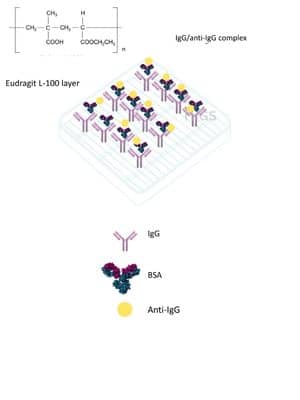 CH₃ H
CH₂ C CH₂ C
COOH COOCH₂CH₃
n
IgG/anti-IgG complex
Eudragit L-100 layer
IgG
BSA
Anti-IgG